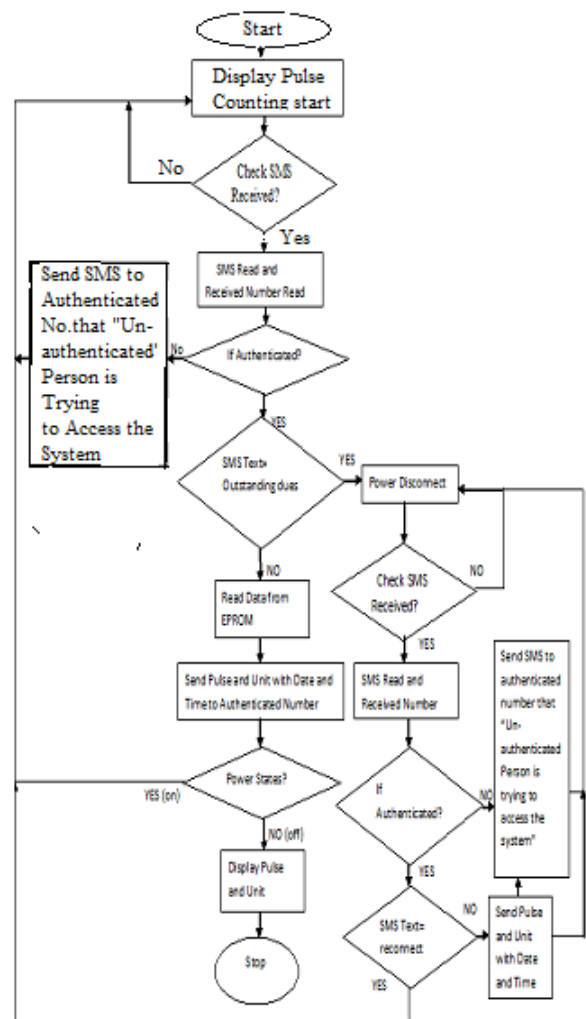 Start
Display Pulse
Counting start
No
Check SMS
Received?
Yes
Send SMS to
Authenticated
No.that "Un-
authenticated'
Person is
Trying
to Access the
System
SMS Read and
Received Number Read
No
If Authenticated?
YES
SMS Text=
Outstanding dues
YES
Power Disconnect
NO
Check SMS
Received?
NO
Read Data from
EPROM
YES
Send SMS to
authenticated
number that
"Un-
authenticated
Person is
trying to
access the
system"
Send Pulse and Unit with Date and
Time to Authenticated Number
SMS Read and
Received Number
Power States?
YES (on)
If
Authenticated?
NO
NO (off)
Display Pulse
and Unit
YES
SMS Text=
reconnect
NO
Send Pulse
and Unit
with Date
and Time
Stop
YES